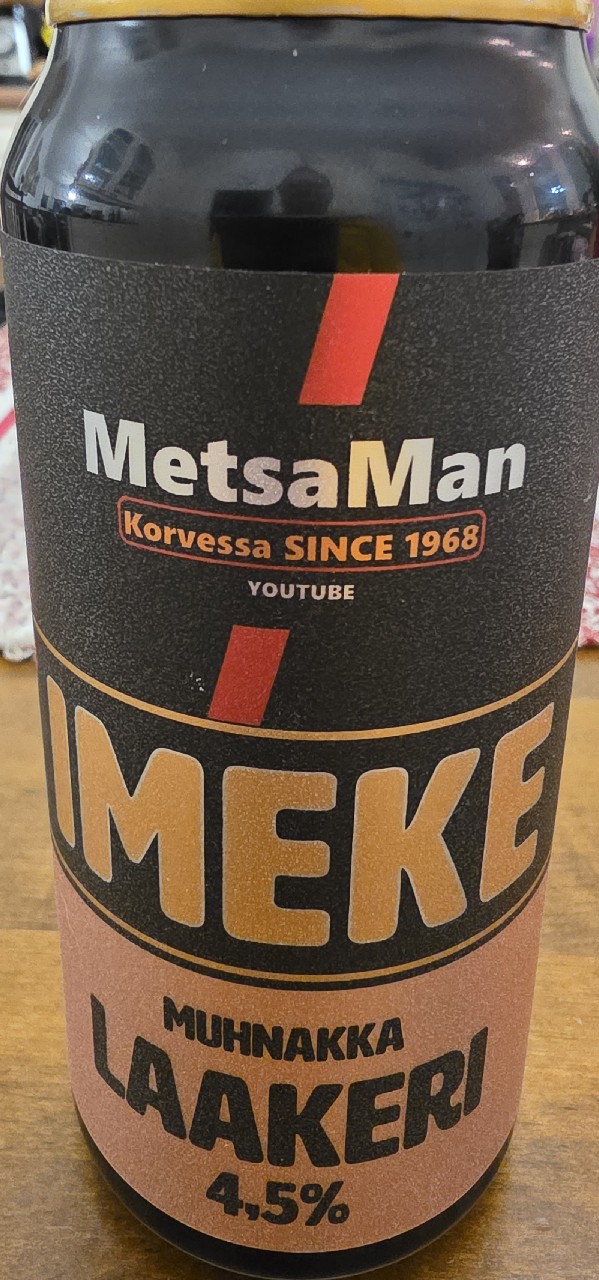 MetsaMan
Korvessa SINCE 1968
YOUTUBE
IMEKE
MUHNAKKA
LAAKERI
4,5%